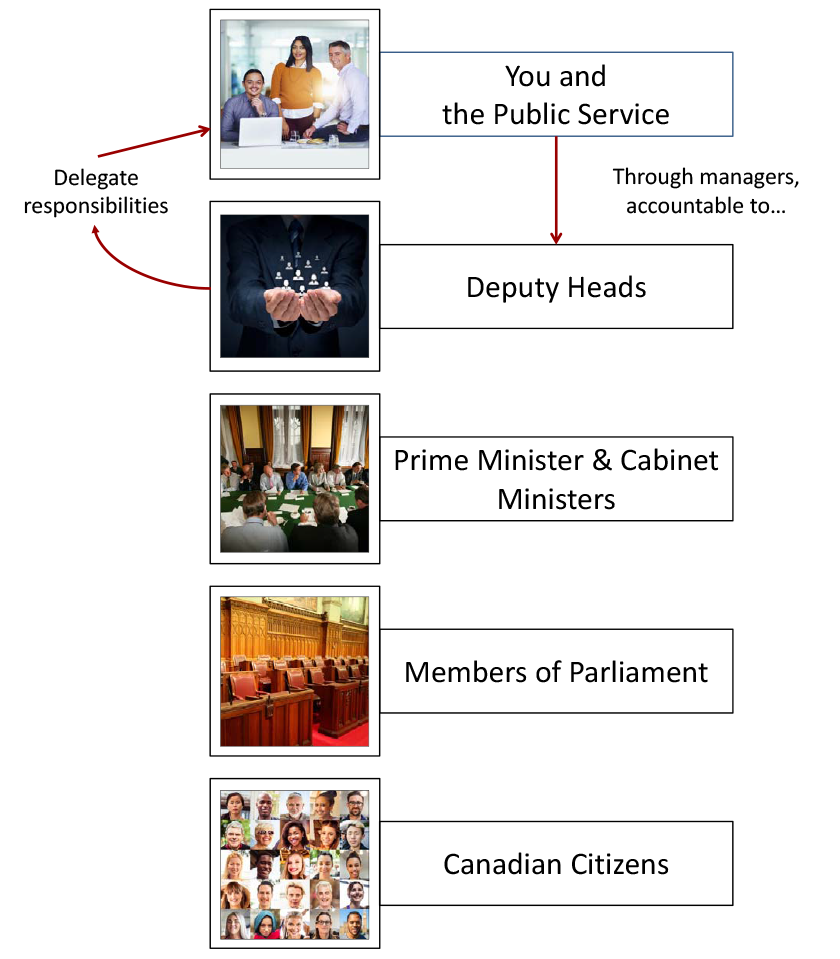 You and
the Public Service
Delegate
responsibilities
Through managers,
accountable to…
Deputy Heads
Prime Minister & Cabinet
Ministers
Members of Parliament
Canadian Citizens